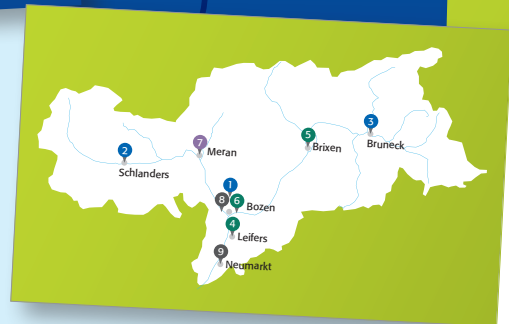 3
Bruneck
5
Brixen
7
Meran
2
Schlanders
1
8
6
Bozen
4
Leifers
9
Neumarkt